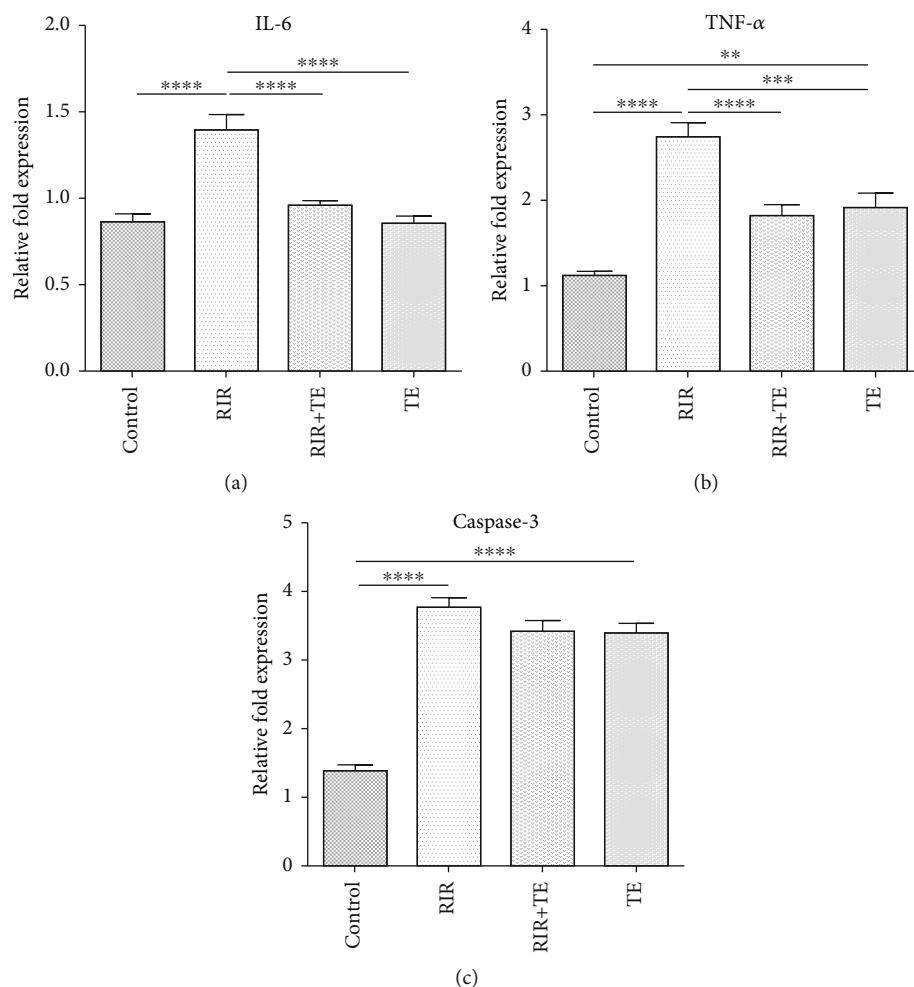 IL-6
Relative fold expression
2.0
1.5
1.0
0.5
0.0
****
****
****
Control
RIR
RIR+TE
TE
(a)
TNF-α
Relative fold expression
4
3
2
1
0
**
***
****
****
Control
RIR
RIR+TE
TE
(b)
Caspase-3
Relative fold expression
5
4
3
2
1
0
****
****
Control
RIR
RIR+TE
TE
(c)